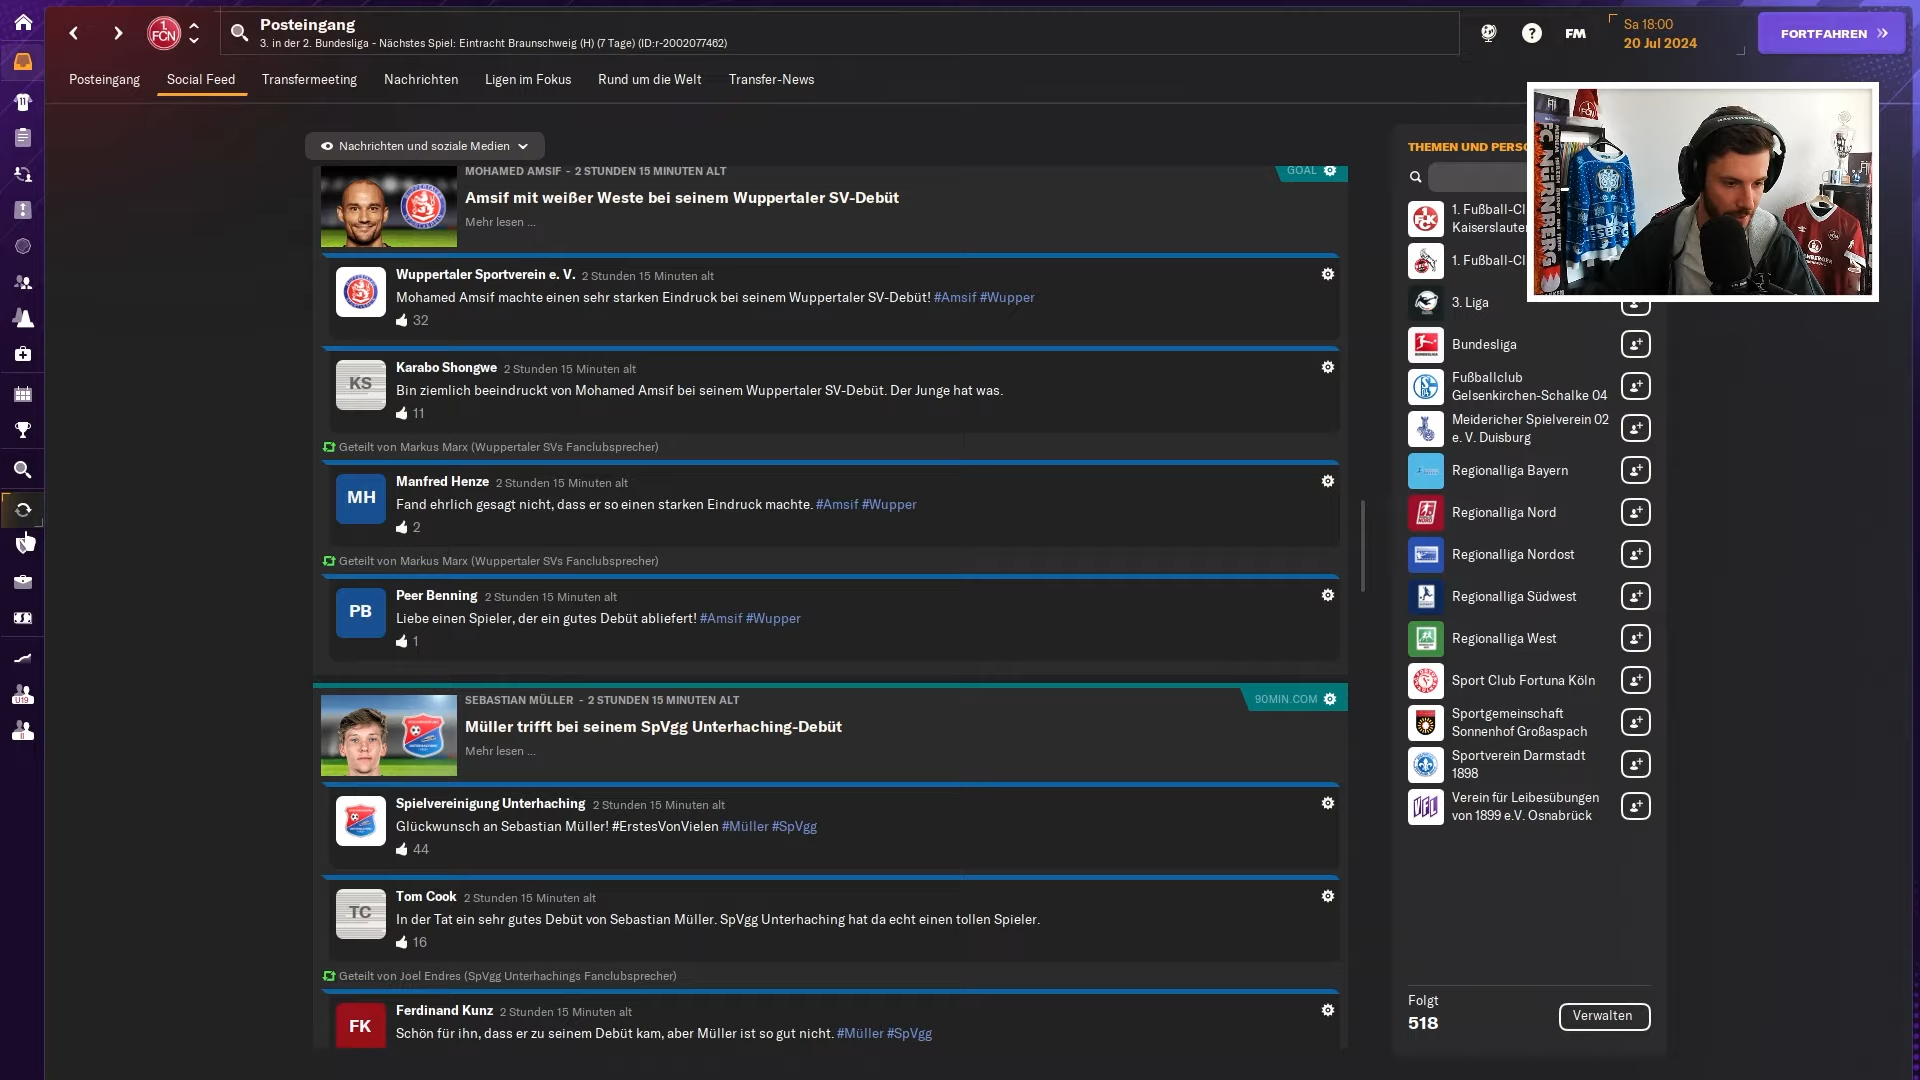 Posteingang
3. in der 2. Bundesliga - Nächstes Spiel: Eintracht Braunschweig (H) (7 Tage) (ID:r-2002077462)
FM
Sa 18:00
20 Jul 2024
FORTFAHREN
Posteingang Social Feed Transfermeeting Nachrichten Ligen im Fokus Rund um die Welt Transfer-News
Nachrichten und soziale Medien
MOHAMED AMSIF - 2 STUNDEN 15 MINUTEN ALT
GOAL
Amsif mit weißer Weste bei seinem Wuppertaler SV-Debüt
Mehr lesen ...
Wuppertaler Sportverein e. V. 2 Stunden 15 Minuten alt
Mohamed Amsif machte einen sehr starken Eindruck bei seinem Wuppertaler SV-Debüt! #Amsif #Wupper
32
KS
Karabo Shongwe 2 Stunden 15 Minuten alt
Bin ziemlich beeindruckt von Mohamed Amsif bei seinem Wuppertaler SV-Debüt. Der Junge hat was.
11
Geteilt von Markus Marx (Wuppertaler SVs Fanclubsprecher)
MH
Manfred Henze 2 Stunden 15 Minuten alt
Fand ehrlich gesagt nicht, dass er so einen starken Eindruck machte. #Amsif #Wupper
2
Geteilt von Markus Marx (Wuppertaler SVs Fanclubsprecher)
PB
Peer Benning 2 Stunden 15 Minuten alt
Liebe einen Spieler, der ein gutes Debüt abliefert! #Amsif #Wupper
1
SEBASTIAN MÜLLER - 2 STUNDEN 15 MINUTEN ALT
90MIN.COM
Müller trifft bei seinem SpVgg Unterhaching-Debüt
Mehr lesen ...
Spielvereinigung Unterhaching 2 Stunden 15 Minuten alt
Glückwunsch an Sebastian Müller! #ErstesVonVielen #Müller #SpVgg
44
TC
Tom Cook 2 Stunden 15 Minuten alt
In der Tat ein sehr gutes Debüt von Sebastian Müller. SpVgg Unterhaching hat da echt einen tollen Spieler.
16
Geteilt von Joel Endres (SpVgg Unterhachings Fanclubsprecher)
FK
Ferdinand Kunz 2 Stunden 15 Minuten alt
Schön für ihn, dass er zu seinem Debüt kam, aber Müller ist so gut nicht. #Müller #SpVgg
THEMEN UND PERS
1. Fußball-Cl
Kaiserslauter
1. Fußball-Cl
3. Liga
Bundesliga
Fußballclub
Gelsenkirchen-Schalke 04
Meidericher Spielverein 02
e. V. Duisburg
Regionalliga Bayern
Regionalliga Nord
Regionalliga Nordost
Regionalliga Südwest
Regionalliga West
Sport Club Fortuna Köln
Sportgemeinschaft
Sonnenhof Großaspach
Sportverein Darmstadt
1898
Verein für Leibesübungen
von 1899 e.V. Osnabrück
Folgt
518
Verwalten
FC NÜRNBERG
1.
FCN
11
U19
II